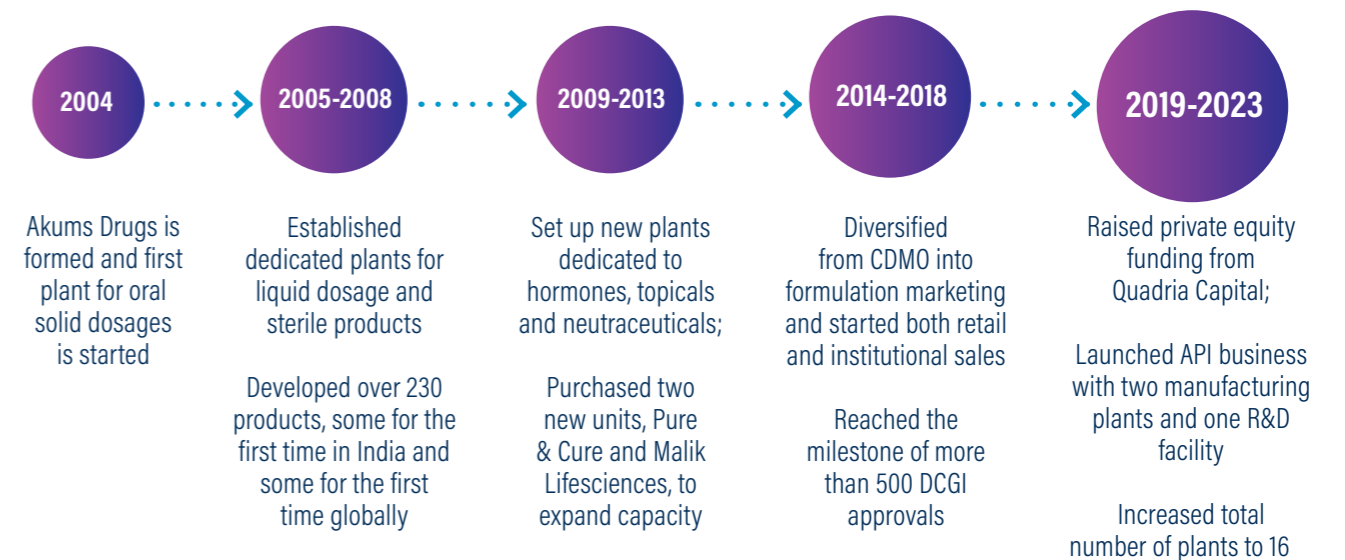 2004
Akums Drugs is
formed and first
plant for oral
solid dosages
is started
2005-2008
Established
dedicated plants for
liquid dosage and
sterile products
Developed over 230
products, some for the
first time in India and
some for the first
time globally
2009-2013
Set up new plants
dedicated to
hormones, topicals
and neutraceuticals;
Purchased two
new units, Pure
& Cure and Malik
Lifesciences, to
expand capacity
2014-2018
Diversified
from CDMO into
formulation marketing
and started both retail
and institutional sales
Reached the
milestone of more
than 500 DCGI
approvals
2019-2023
Raised private equity
funding from
Quadria Capital;
Launched API business
with two manufacturing
plants and one R&D
facility
Increased total
number of plants to 16